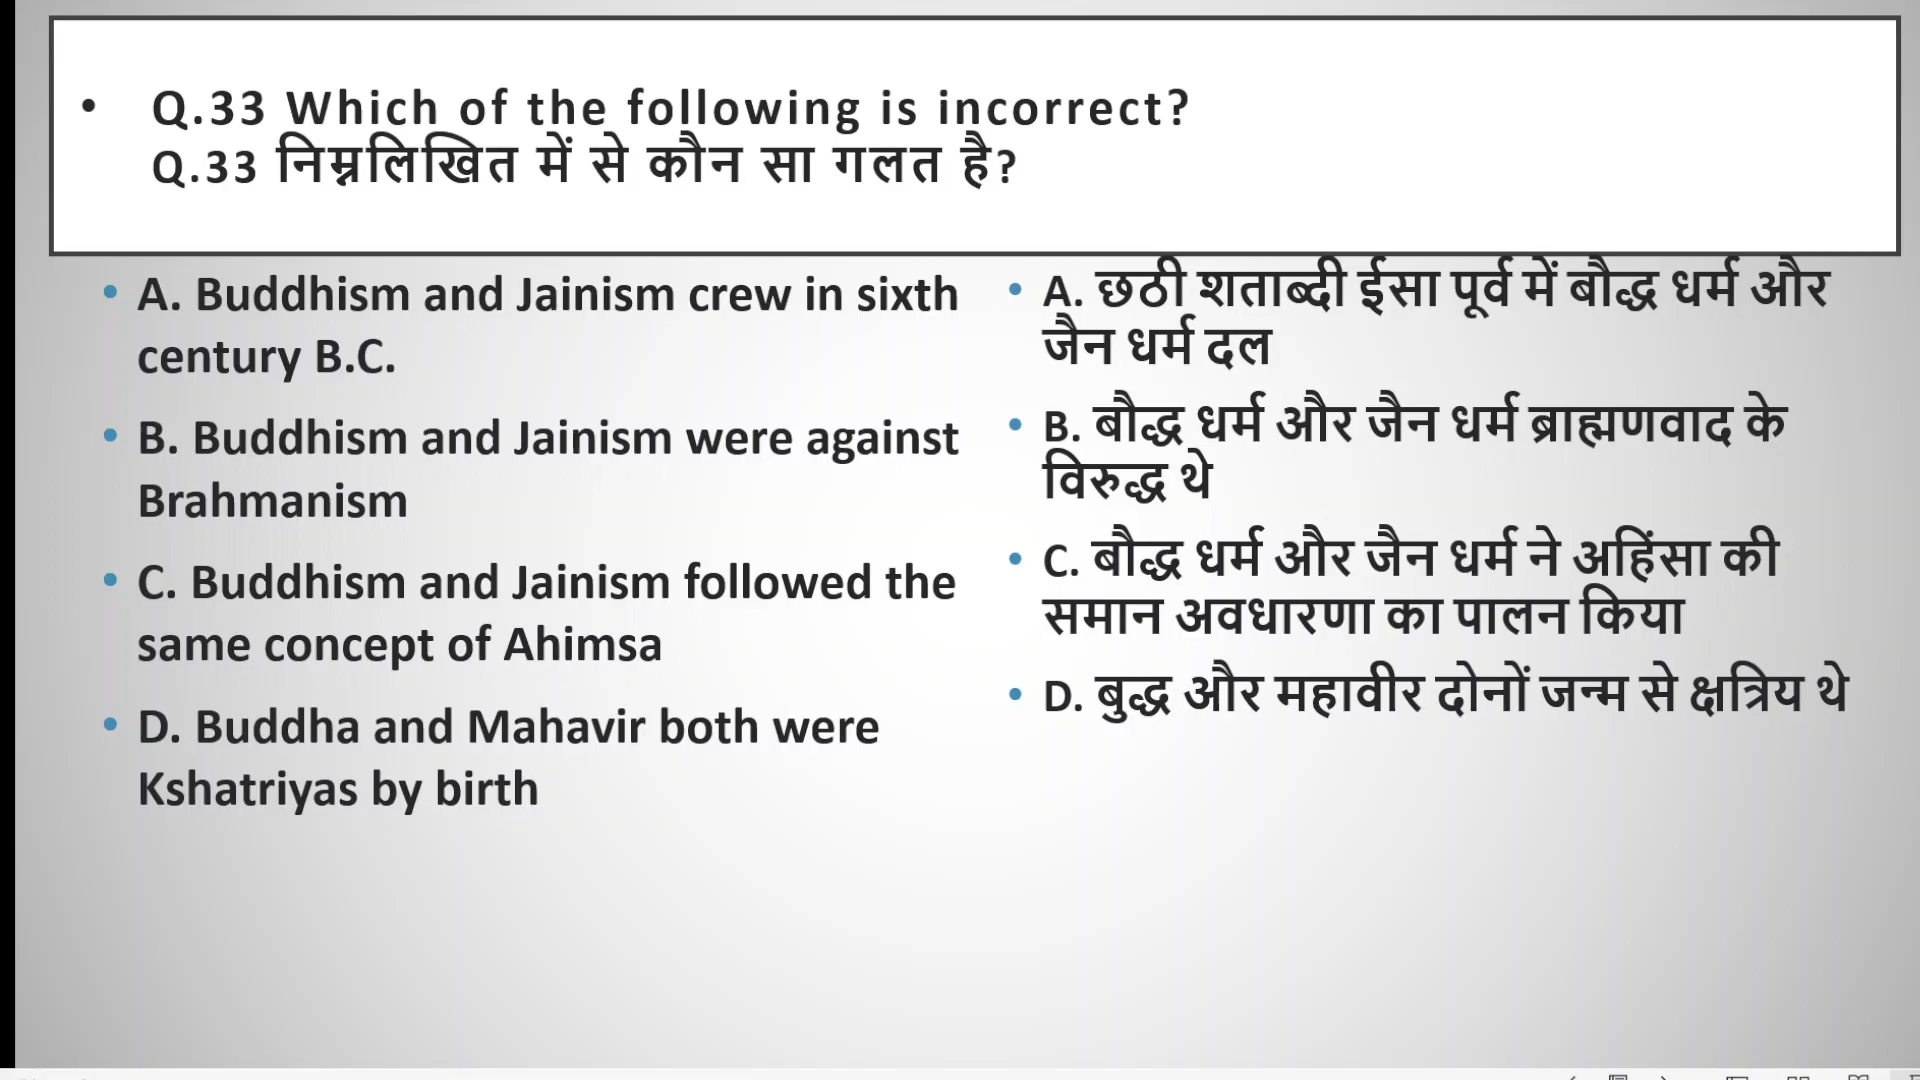 • Q.33 Which of the following is incorrect?
Q.33 निम्नलिखित में से कौन सा गलत है?
• A. Buddhism and Jainism crew in sixth
century B.C.
• B. Buddhism and Jainism were against
Brahmanism
• C. Buddhism and Jainism followed the
same concept of Ahimsa
• D. Buddha and Mahavir both were
Kshatriyas by birth
• A. छठी शताब्दी ईसा पूर्व में बौद्ध धर्म और
जैन धर्म दल
• B. बौद्ध धर्म और जैन धर्म ब्राह्मणवाद के
विरुद्ध थे
• C. बौद्ध धर्म और जैन धर्म ने अहिंसा की
समान अवधारणा का पालन किया
• D. बुद्ध और महावीर दोनों जन्म से क्षत्रिय थे